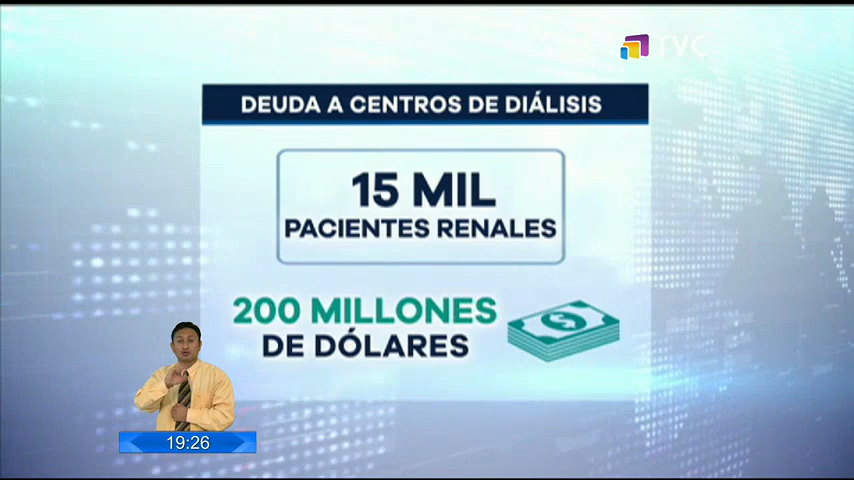 TVC
DEUDA A CENTROS DE DIÁLISIS
15 MIL
PACIENTES RENALES
200 MILLONES
DE DÓLARES
19:26